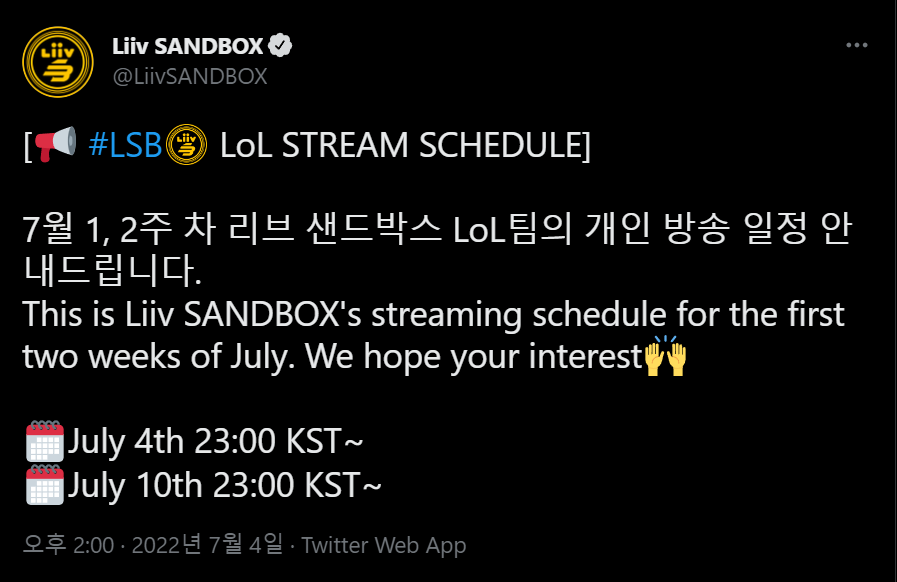 Liiv SANDBOX
@LiivSANDBOX
[📢 #LSB LoL STREAM SCHEDULE]
7월 1, 2주 차 리브 샌드박스 LoL팀의 개인 방송 일정 안
내드립니다.
This is Liiv SANDBOX's streaming schedule for the first
two weeks of July. We hope your interest🙌
🗓July 4th 23:00 KST~
🗓July 10th 23:00 KST~
오후 2:00 · 2022년 7월 4일 · Twitter Web App